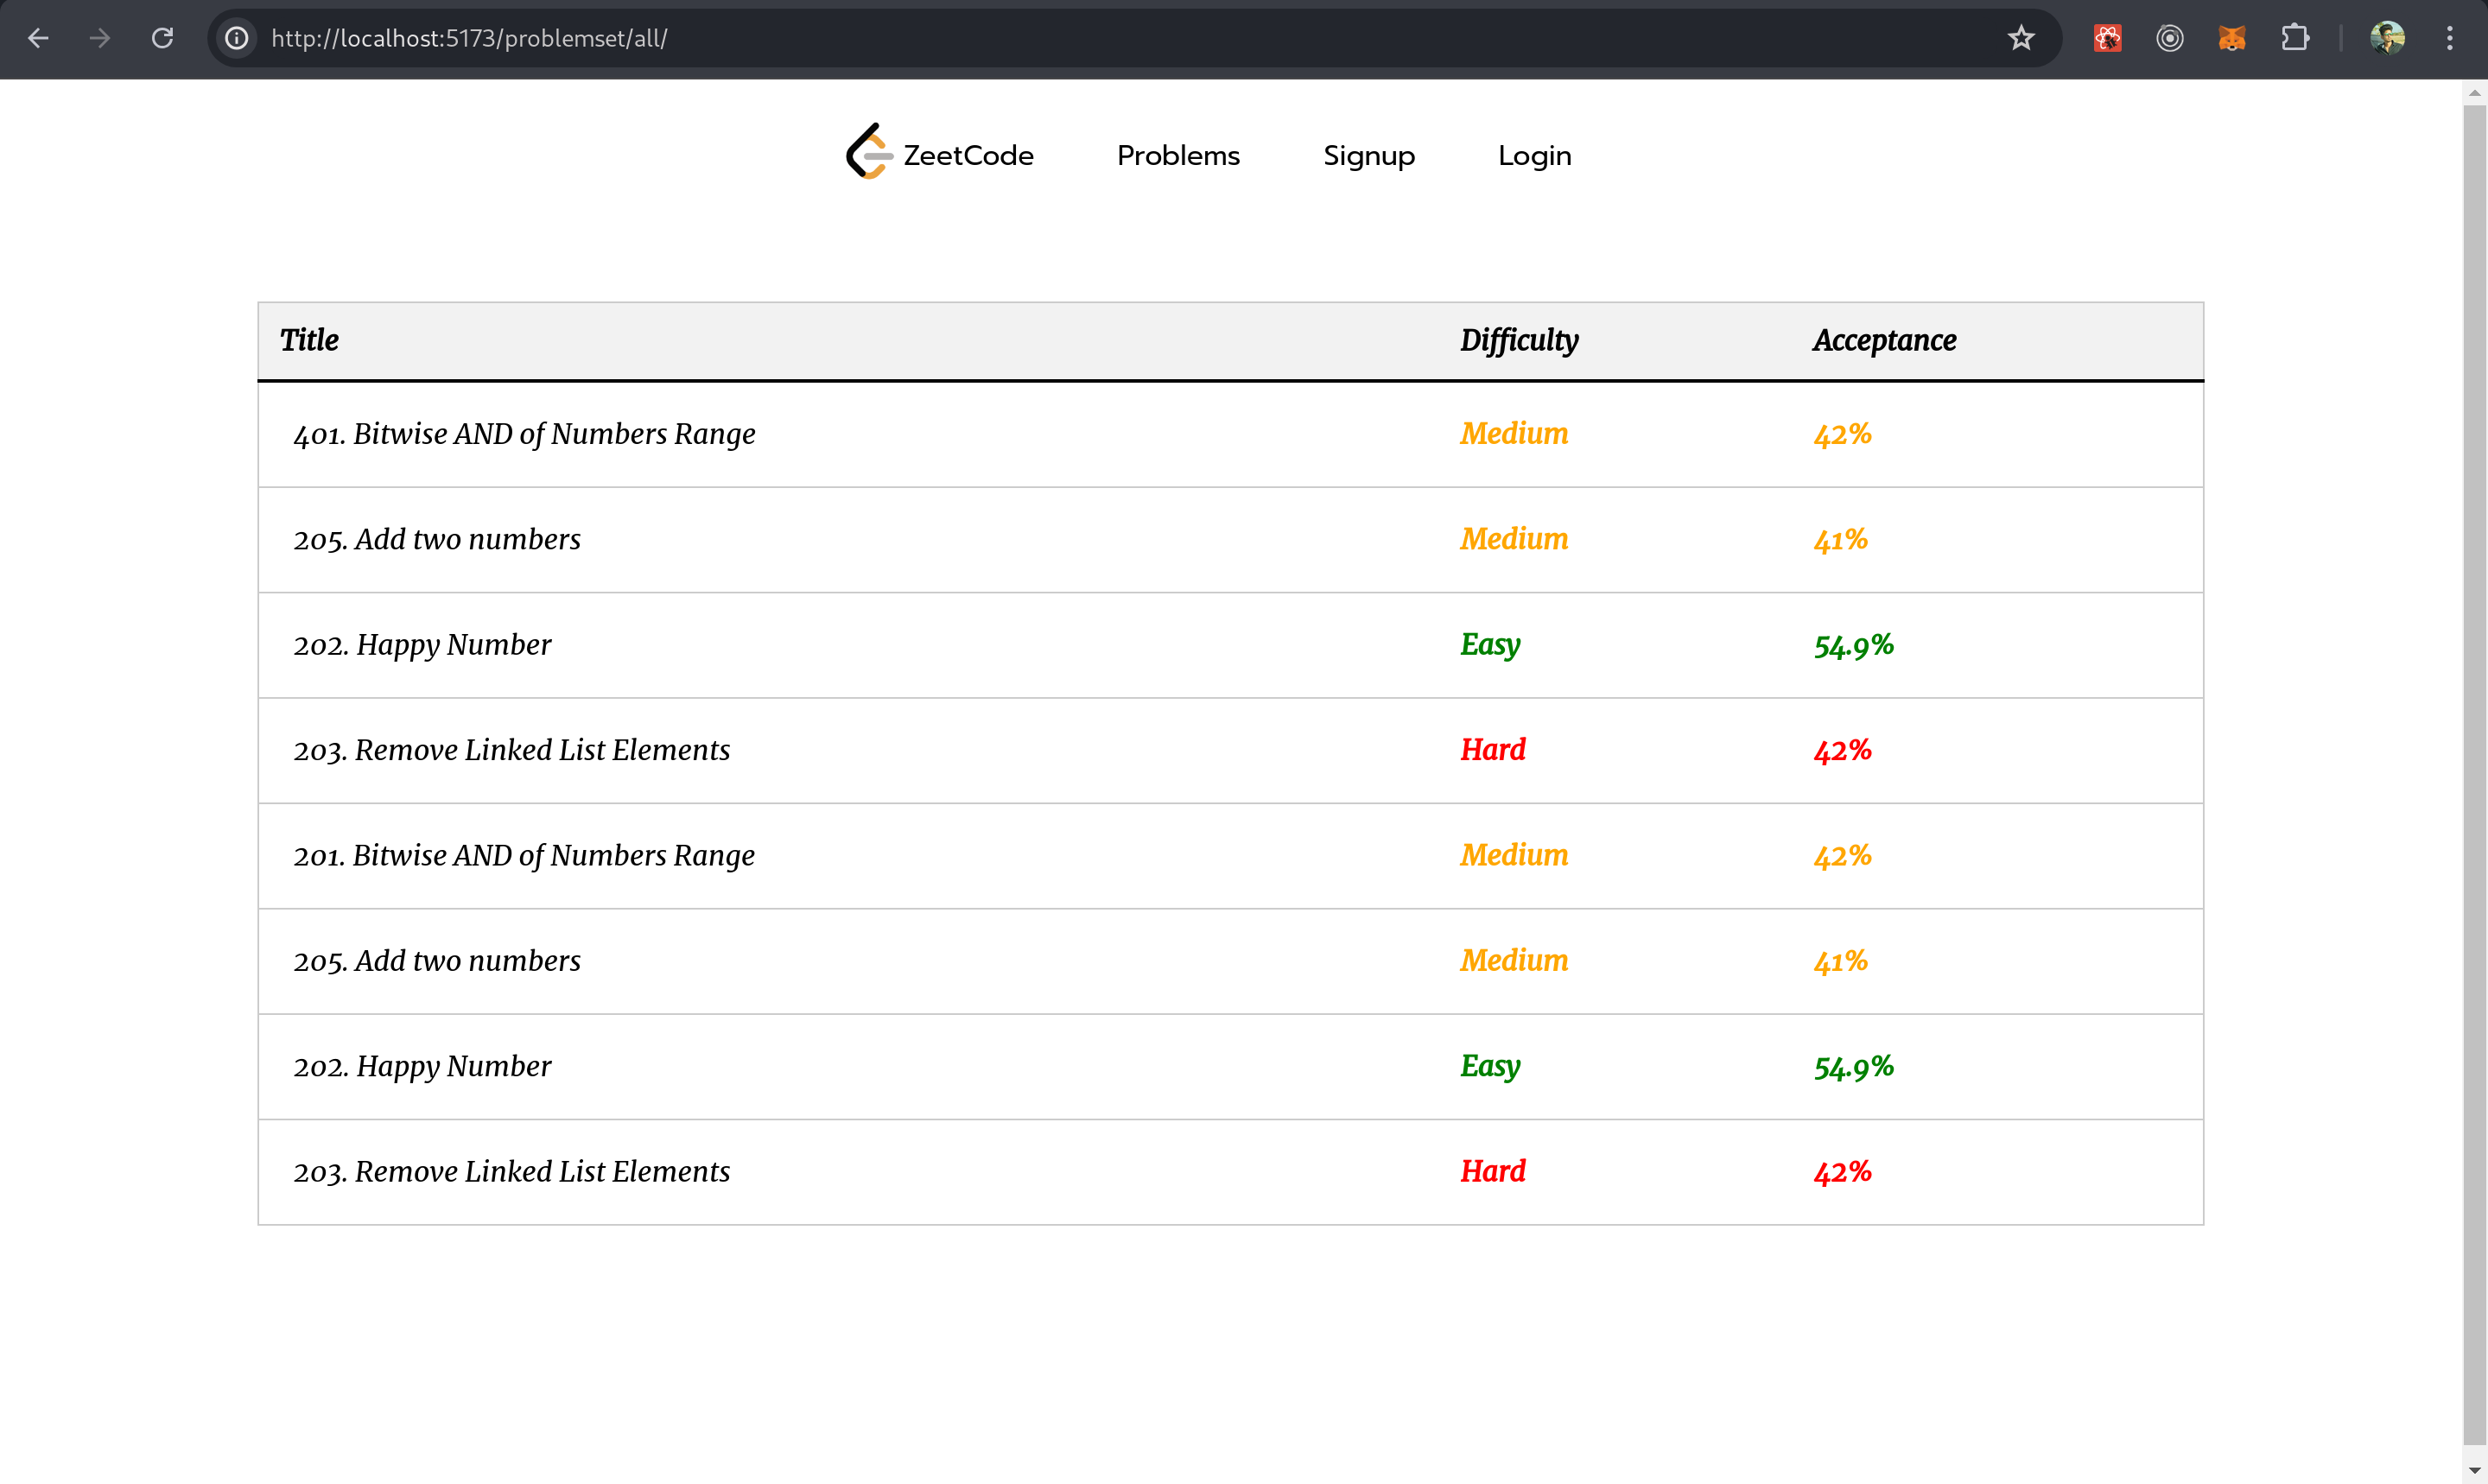 http://localhost:5173/problemset/all/
ZeetCode Problems Signup Login
Title Difficulty Acceptance
401. Bitwise AND of Numbers Range Medium 42%
205. Add two numbers Medium 41%
202. Happy Number Easy 54.9%
203. Remove Linked List Elements Hard 42%
201. Bitwise AND of Numbers Range Medium 42%
205. Add two numbers Medium 41%
202. Happy Number Easy 54.9%
203. Remove Linked List Elements Hard 42%